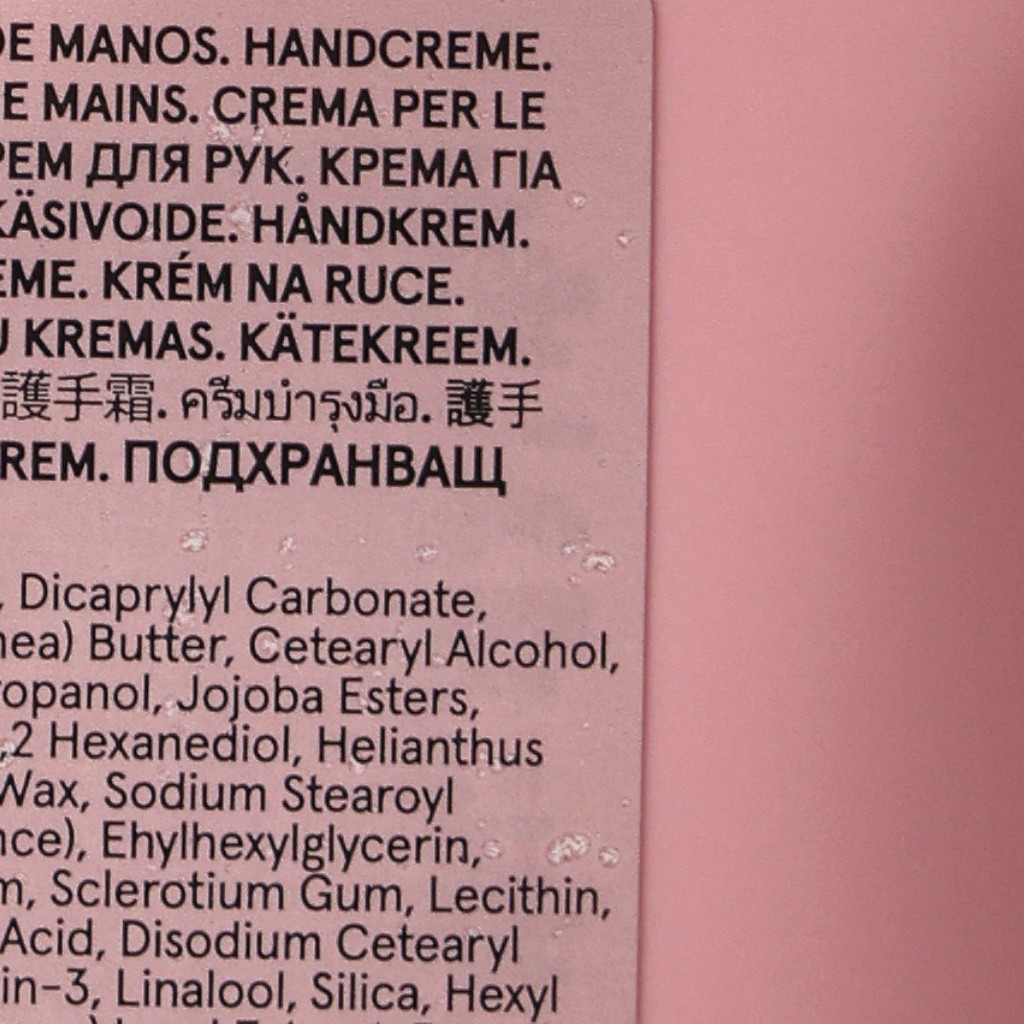 DE MANOS. HANDCREME.
E MAINS. CREMA PER LE
РЕМ ДЛЯ РУК. ΚΡΕΜΑ ΓΙΑ
KÄSIVOIDE. HÅNDKREM.
EME. KRÉM NA RUCE.
U KREMAS. KÄTEKREEM.
護手霜. ครีมบำรุงมือ. 護手
REM. ПОДХРАНВАЩ
, Dicaprylyl Carbonate,
hea) Butter, Cetearyl Alcohol,
ropanol, Jojoba Esters,
,2 Hexanediol, Helianthus
Wax, Sodium Stearoyl
nce), Ehylhexylglycerin,
m, Sclerotium Gum, Lecithin,
Acid, Disodium Cetearyl
in-3, Linalool, Silica, Hexyl